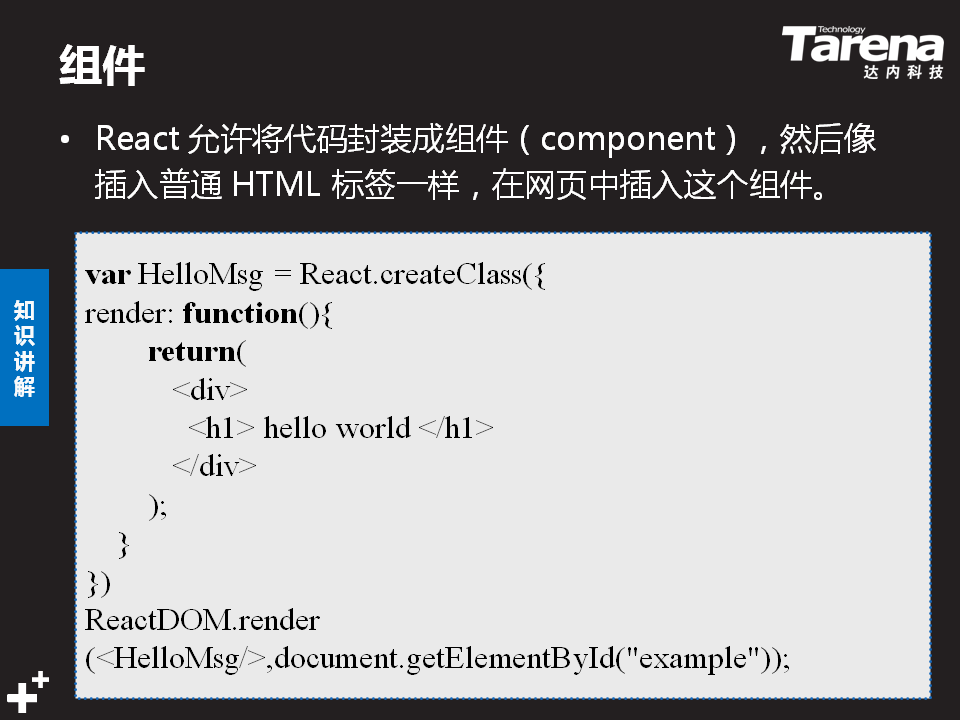 组件
Technology
Tarena
达内科技
• React 允许将代码封装成组件（component），然后像
插入普通 HTML 标签一样，在网页中插入这个组件。
知识讲解
var HelloMsg = React.createClass({
render: function(){
return(
<div>
<h1> hello world </h1>
</div>
);
}
})
ReactDOM.render
(<HelloMsg/>,document.getElementById("example"));